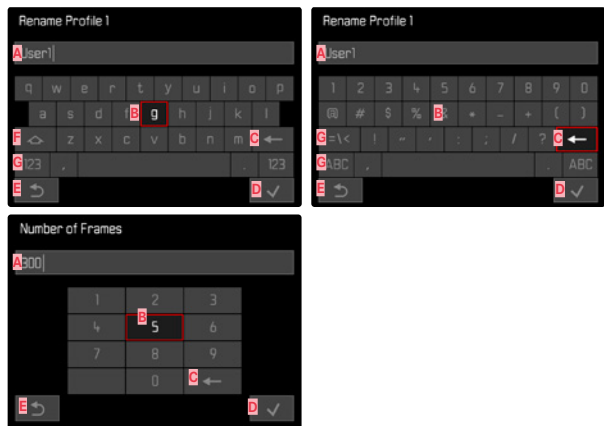 Rename Profile 1
A User1
q w e r t y u i o p
a s d f B g h j k l
F z x c v b n m C ←
G 123 , . 123
E D ✓
Rename Profile 1
A User1
1 2 3 4 5 6 7 8 9 0
@ # $ % B & * - + ( )
G =\< ! " ' : ; / ? C ←
G ABC , . ABC
E D ✓
Number of Frames
A 300
1 2 3
B
4 5 6
7 8 9
0 C ←
E D ✓